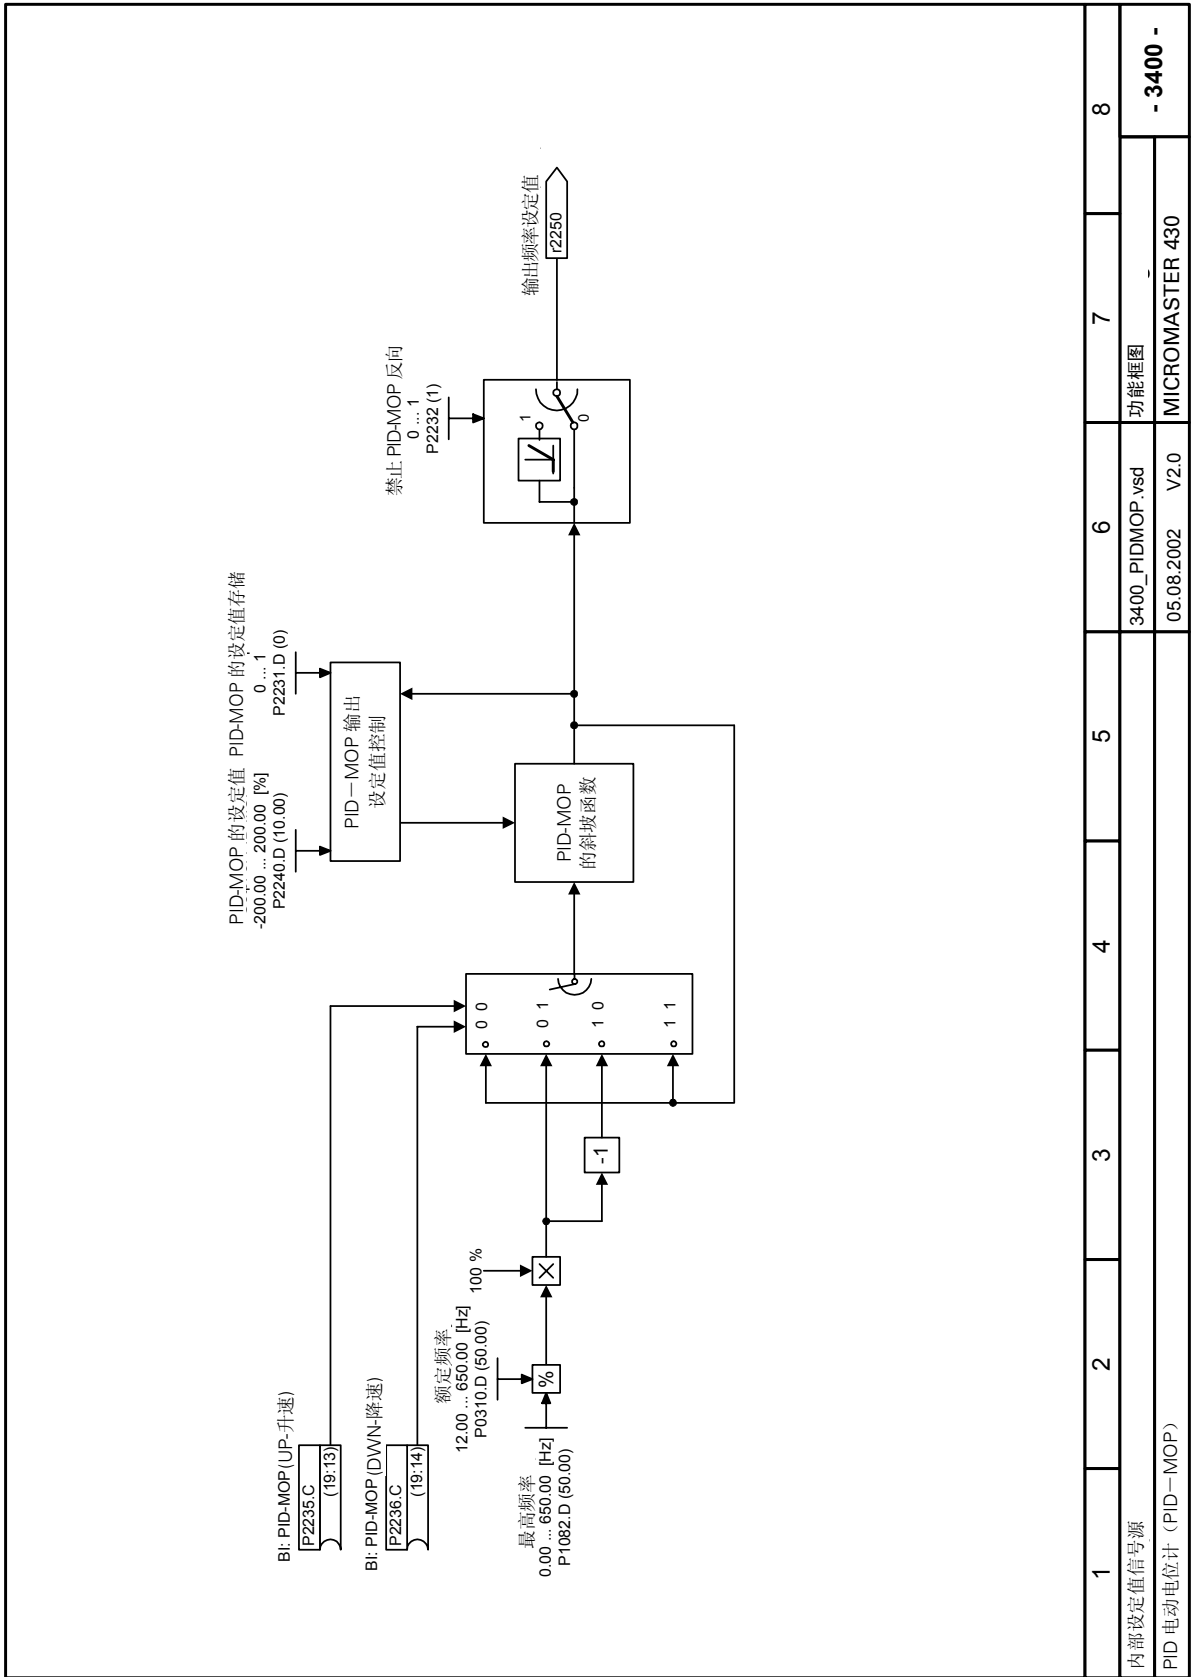 BI: PID-MOP(UP-升速)
P2235.C
(19:13)
BI: PID-MOP(DWN-降速)
P2236.C
(19:14)
最高频率
0.00 ... 650.00 [Hz]
P1082.D (50.00)
额定频率
12.00 ... 650.00 [Hz]
P0310.D (50.00)
%
100 %
X
-1
0 0
0 1
1 0
1 1
PID-MOP 的设定值
-200.00 ... 200.00 [%]
P2240.D (10.00)
PID-MOP 的设定值存储
0 ... 1
P2231.D (0)
PID－MOP 输出
设定值控制
PID-MOP
的斜坡函数
禁止 PID-MOP 反向
0 ... 1
P2232 (1)
1
0
输出频率设定值
r2250
1 2 3 4 5 6 7 8
内部设定值信号源
3400_PIDMOP.vsd
功能框图
- 3400 -
PID 电动电位计（PID－MOP）
05.08.2002 V2.0
MICROMASTER 430